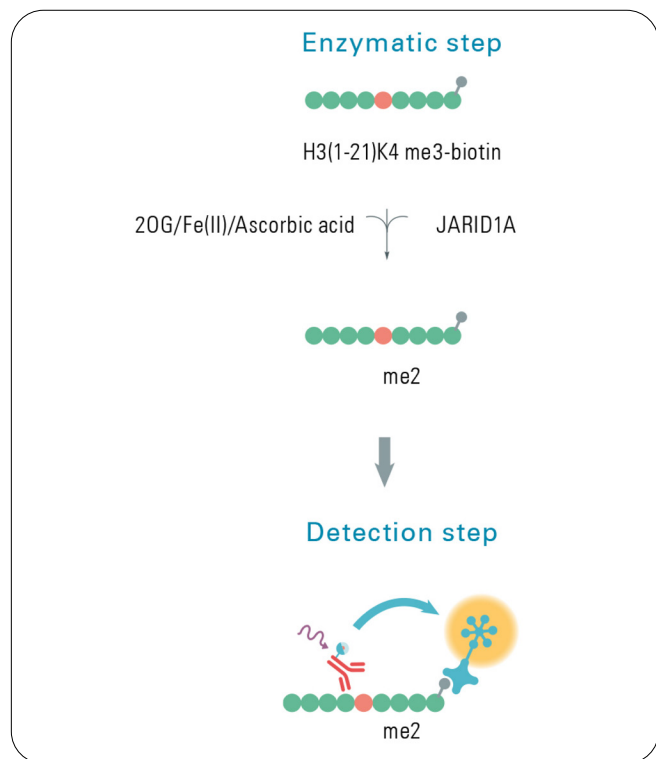 Enzymatic step
H3(1-21)K4 me3-biotin
2OG/Fe(II)/Ascorbic acid JARID1A
me2
Detection step
me2